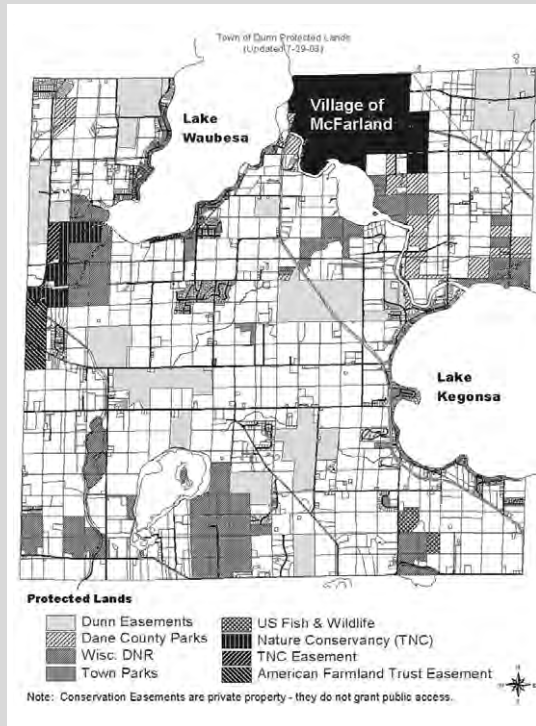 Town of Dunn Protected Lands
(Updated 7-29-03)
Village of
McFarland
Lake
Waubesa
Lake
Kegonsa
Protected Lands
Dunn Easements
Dane County Parks
Wisc. DNR
Town Parks
US Fish & Wildlife
Nature Conservancy (TNC)
TNC Easement
American Farmland Trust Easement
Note: Conservation Easements are private property - they do not grant public access.